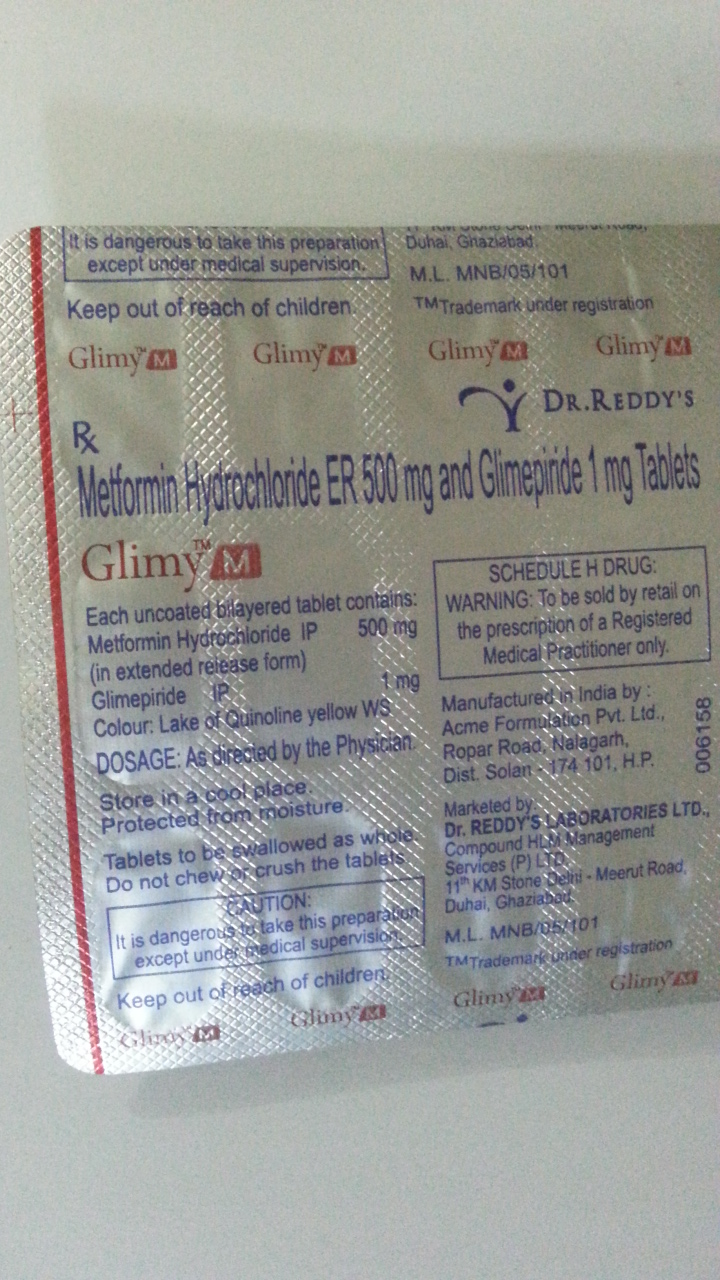 It is dangerous to take this preparation
except under medical supervision.
Keep out of reach of children.
Duhai, Ghaziabad.
M.L. MNB/05/101
™Trademark under registration
Glimy™ M Glimy™ M Glimy™ M Glimy™ M
DR.REDDY'S
Rx
Metformin Hydrochloride ER 500 mg and Glimepiride 1 mg Tablets
Glimy™ M
Each uncoated bilayered tablet contains:
Metformin Hydrochloride IP 500 mg
(in extended release form)
Glimepiride IP 1 mg
Colour: Lake of Quinoline yellow WS
DOSAGE: As directed by the Physician.
Store in a cool place.
Protected from moisture.
Tablets to be swallowed as whole.
Do not chew or crush the tablets
CAUTION:
It is dangerous to take this preparation
except under medical supervision.
Keep out of reach of children.
SCHEDULE H DRUG:
WARNING: To be sold by retail on
the prescription of a Registered
Medical Practitioner only.
Manufactured in India by :
Acme Formulation Pvt. Ltd.,
Ropar Road, Nalagarh,
Dist. Solan - 174 101, H.P.
006158
Marketed by:
Dr. REDDY'S LABORATORIES LTD.,
Compound HLM Management
Services (P) LTD.
11th KM Stone Delhi - Meerut Road,
Duhai, Ghaziabad.
M.L. MNB/05/101
™Trademark under registration
Glimy™ M Glimy™ M Glimy™ M Glimy™ M